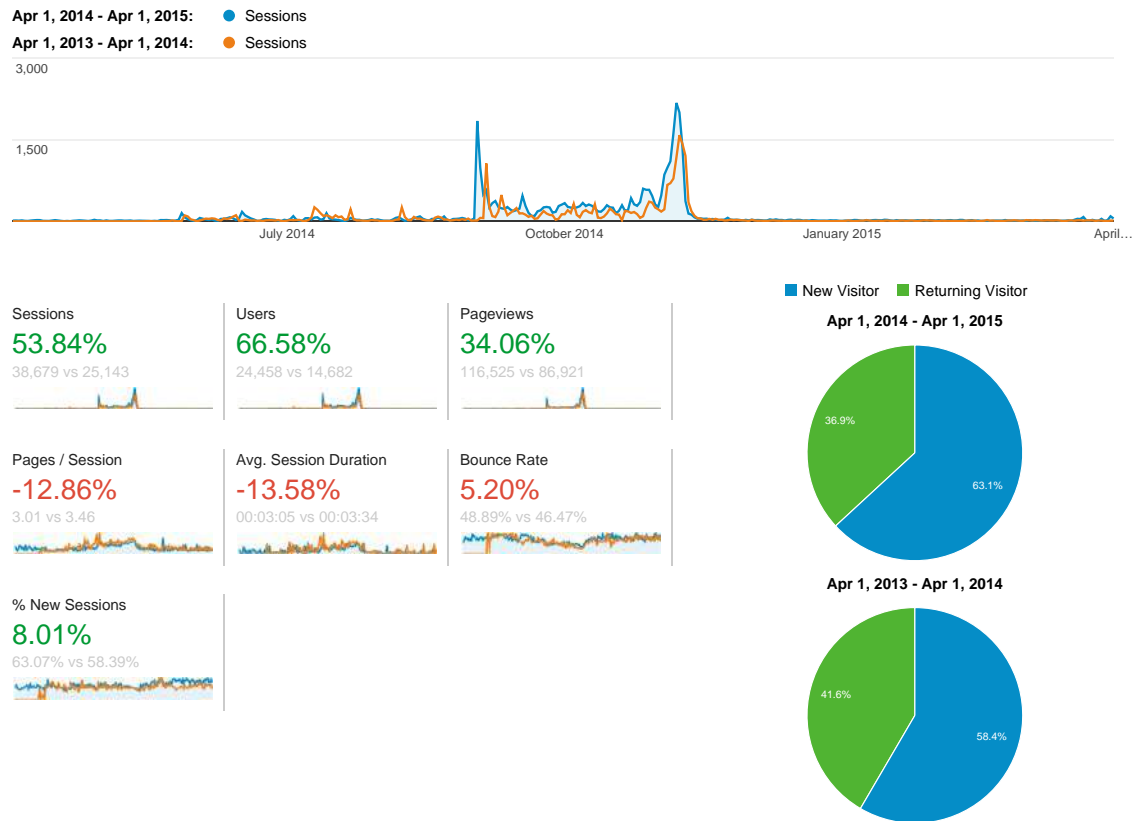 Apr 1, 2014 - Apr 1, 2015: Sessions
Apr 1, 2013 - Apr 1, 2014: Sessions
3,000
1,500
July 2014
October 2014
January 2015
April…
Sessions
53.84%
38,679 vs 25,143
Users
66.58%
24,458 vs 14,682
Pageviews
34.06%
116,525 vs 86,921
Pages / Session
-12.86%
3.01 vs 3.46
Avg. Session Duration
-13.58%
00:03:05 vs 00:03:34
Bounce Rate
5.20%
48.89% vs 46.47%
% New Sessions
8.01%
63.07% vs 58.39%
New Visitor
Returning Visitor
Apr 1, 2014 - Apr 1, 2015
36.9%
63.1%
Apr 1, 2013 - Apr 1, 2014
41.6%
58.4%